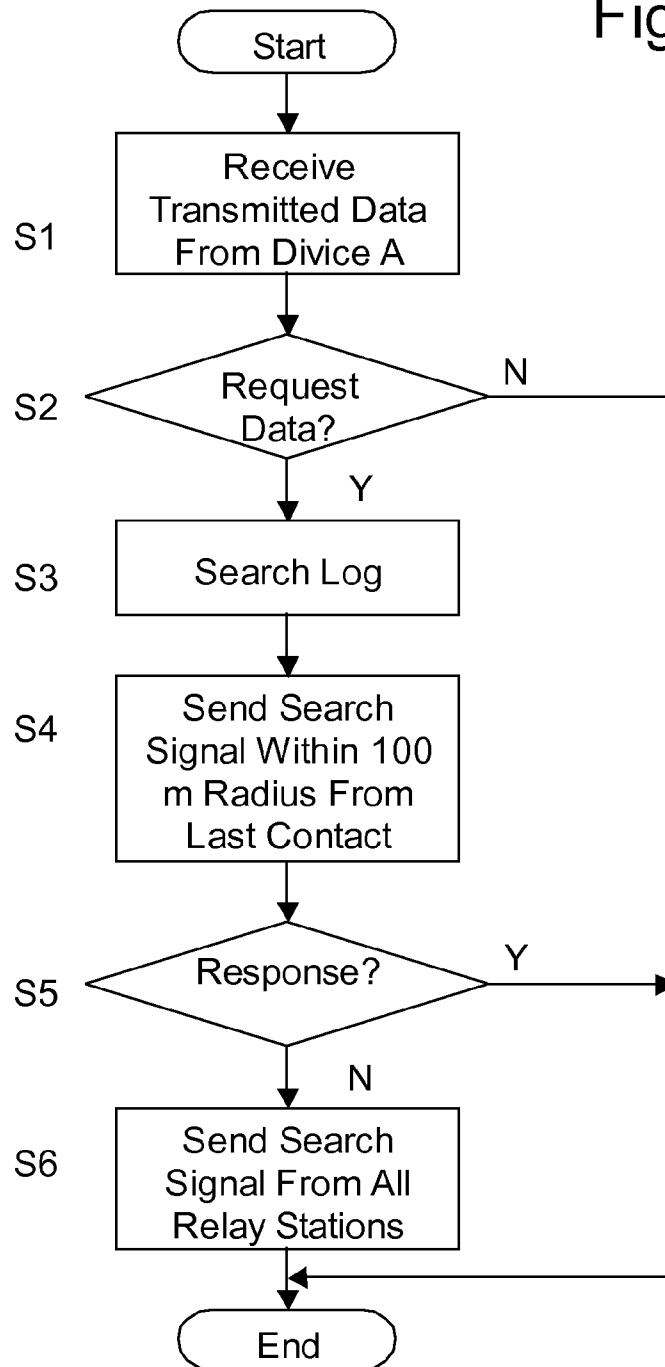 Start
Fig
Receive
Transmitted Data
From Divice A
S1
Request
Data?
S2
N
Y
Search Log
S3
Send Search
Signal Within 100
m Radius From
Last Contact
S4
Response?
S5
Y
N
Send Search
Signal From All
Relay Stations
S6
End